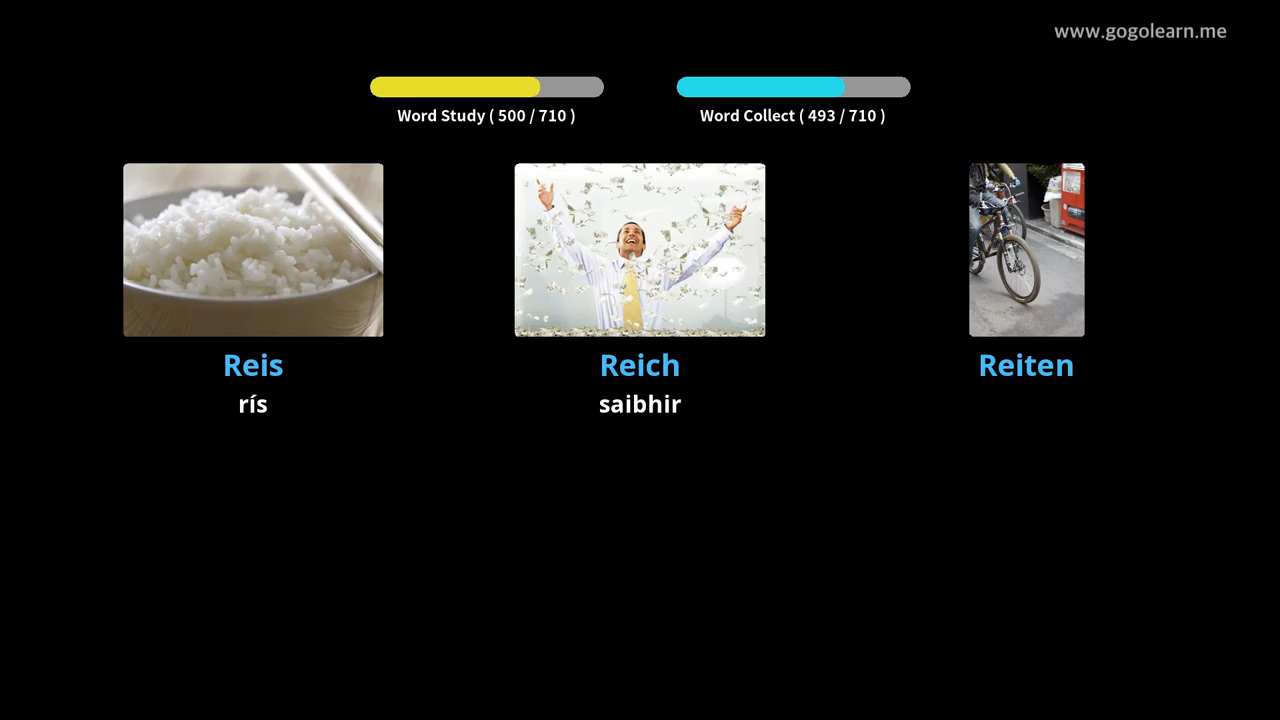 www.gogolearn.me
Word Study ( 500 / 710 )
Word Collect ( 493 / 710 )
Reis
Reich
Reiten
rís
saibhir